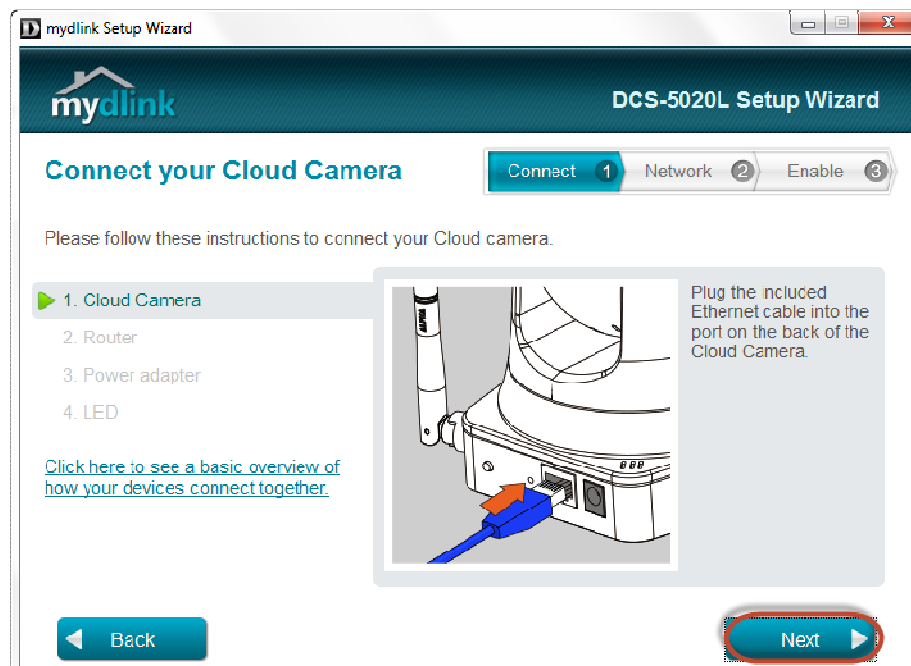 mydlink Setup Wizard
mydlink
DCS-5020L Setup Wizard
Connect your Cloud Camera
Connect 1 Network 2 Enable 3
Please follow these instructions to connect your Cloud camera.
1. Cloud Camera
2. Router
3. Power adapter
4. LED
Click here to see a basic overview of
how your devices connect together.
ALPHA
Plug the included
Ethernet cable into the
port on the back of the
Cloud Camera.
Back
Next